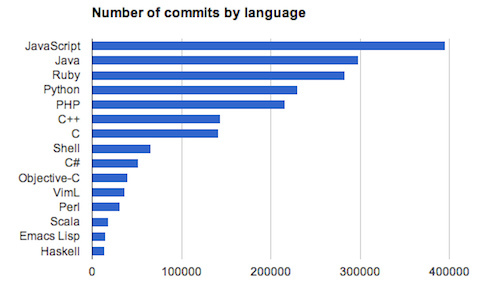 Number of commits by language
JavaScript
Java
Ruby
Python
PHP
C++
C
Shell
C#
Objective-C
VimL
Perl
Scala
Emacs Lisp
Haskell
0 100000 200000 300000 400000